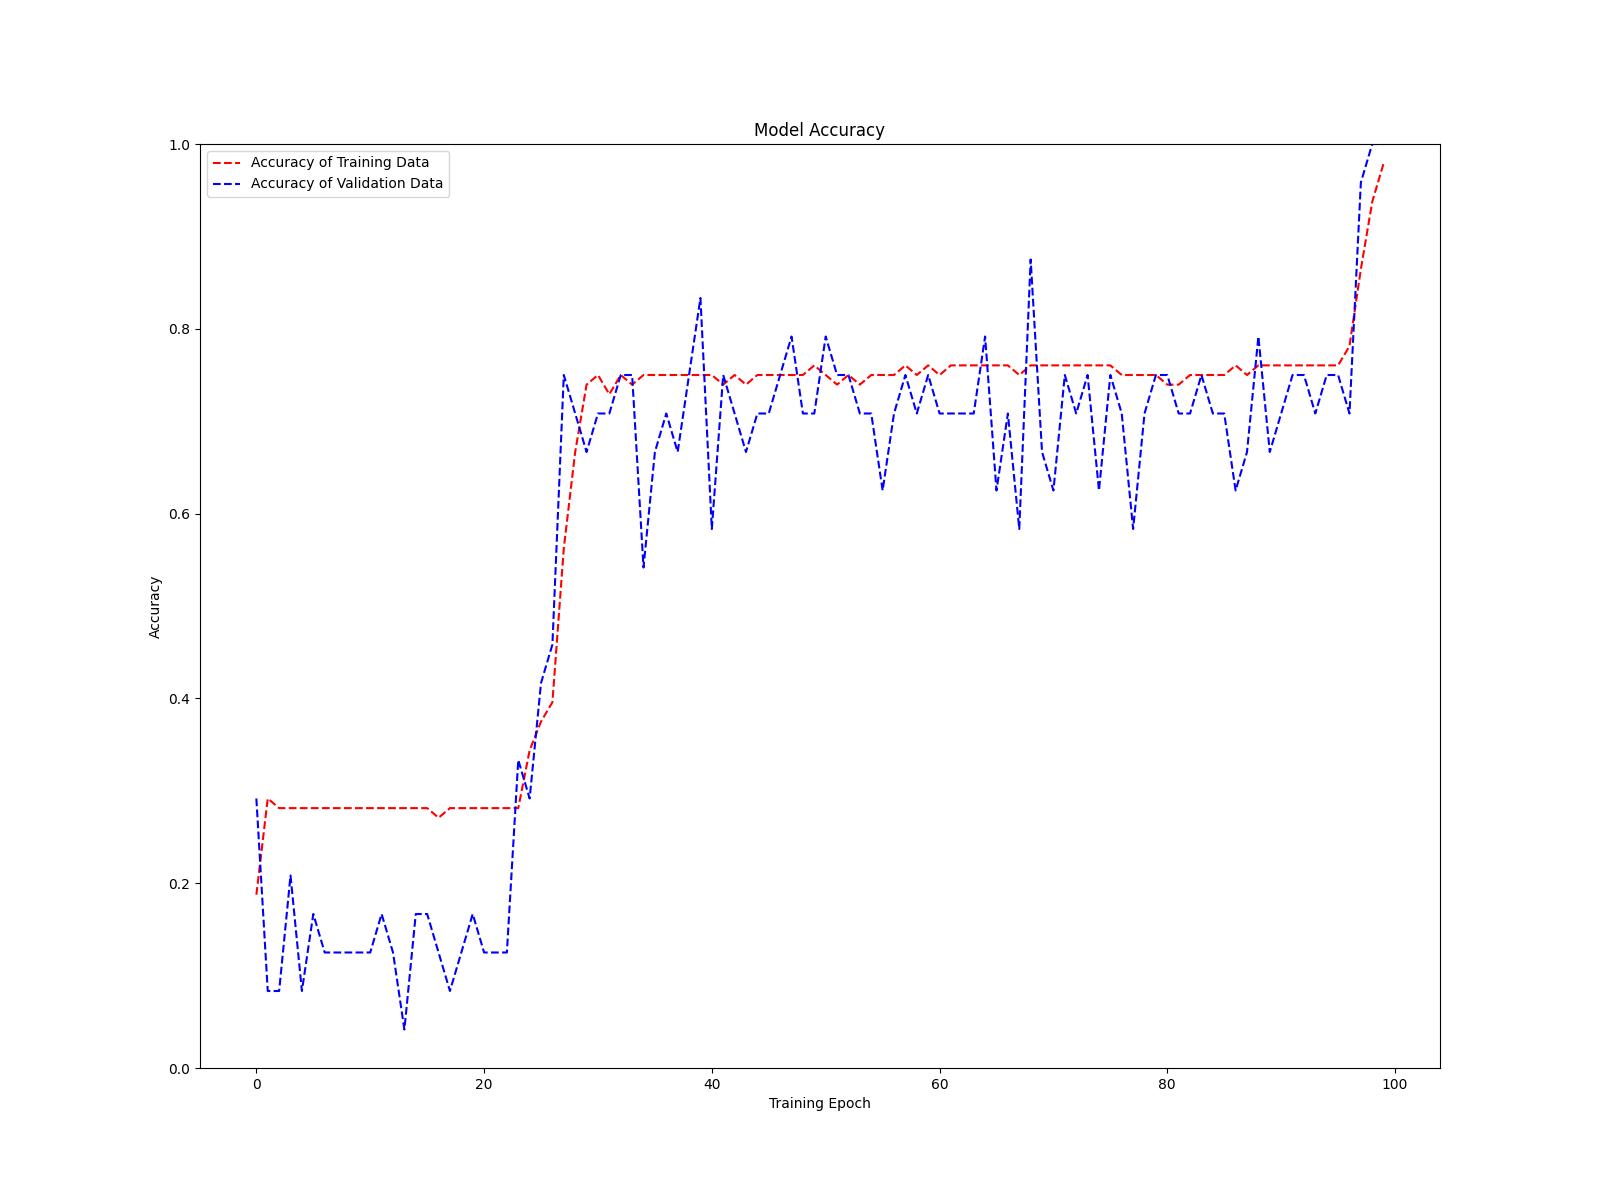 Model Accuracy
Accuracy of Training Data
Accuracy of Validation Data
1.0
0.8
0.6
0.4
0.2
0.0
Accuracy
0 20 40 60 80 100
Training Epoch